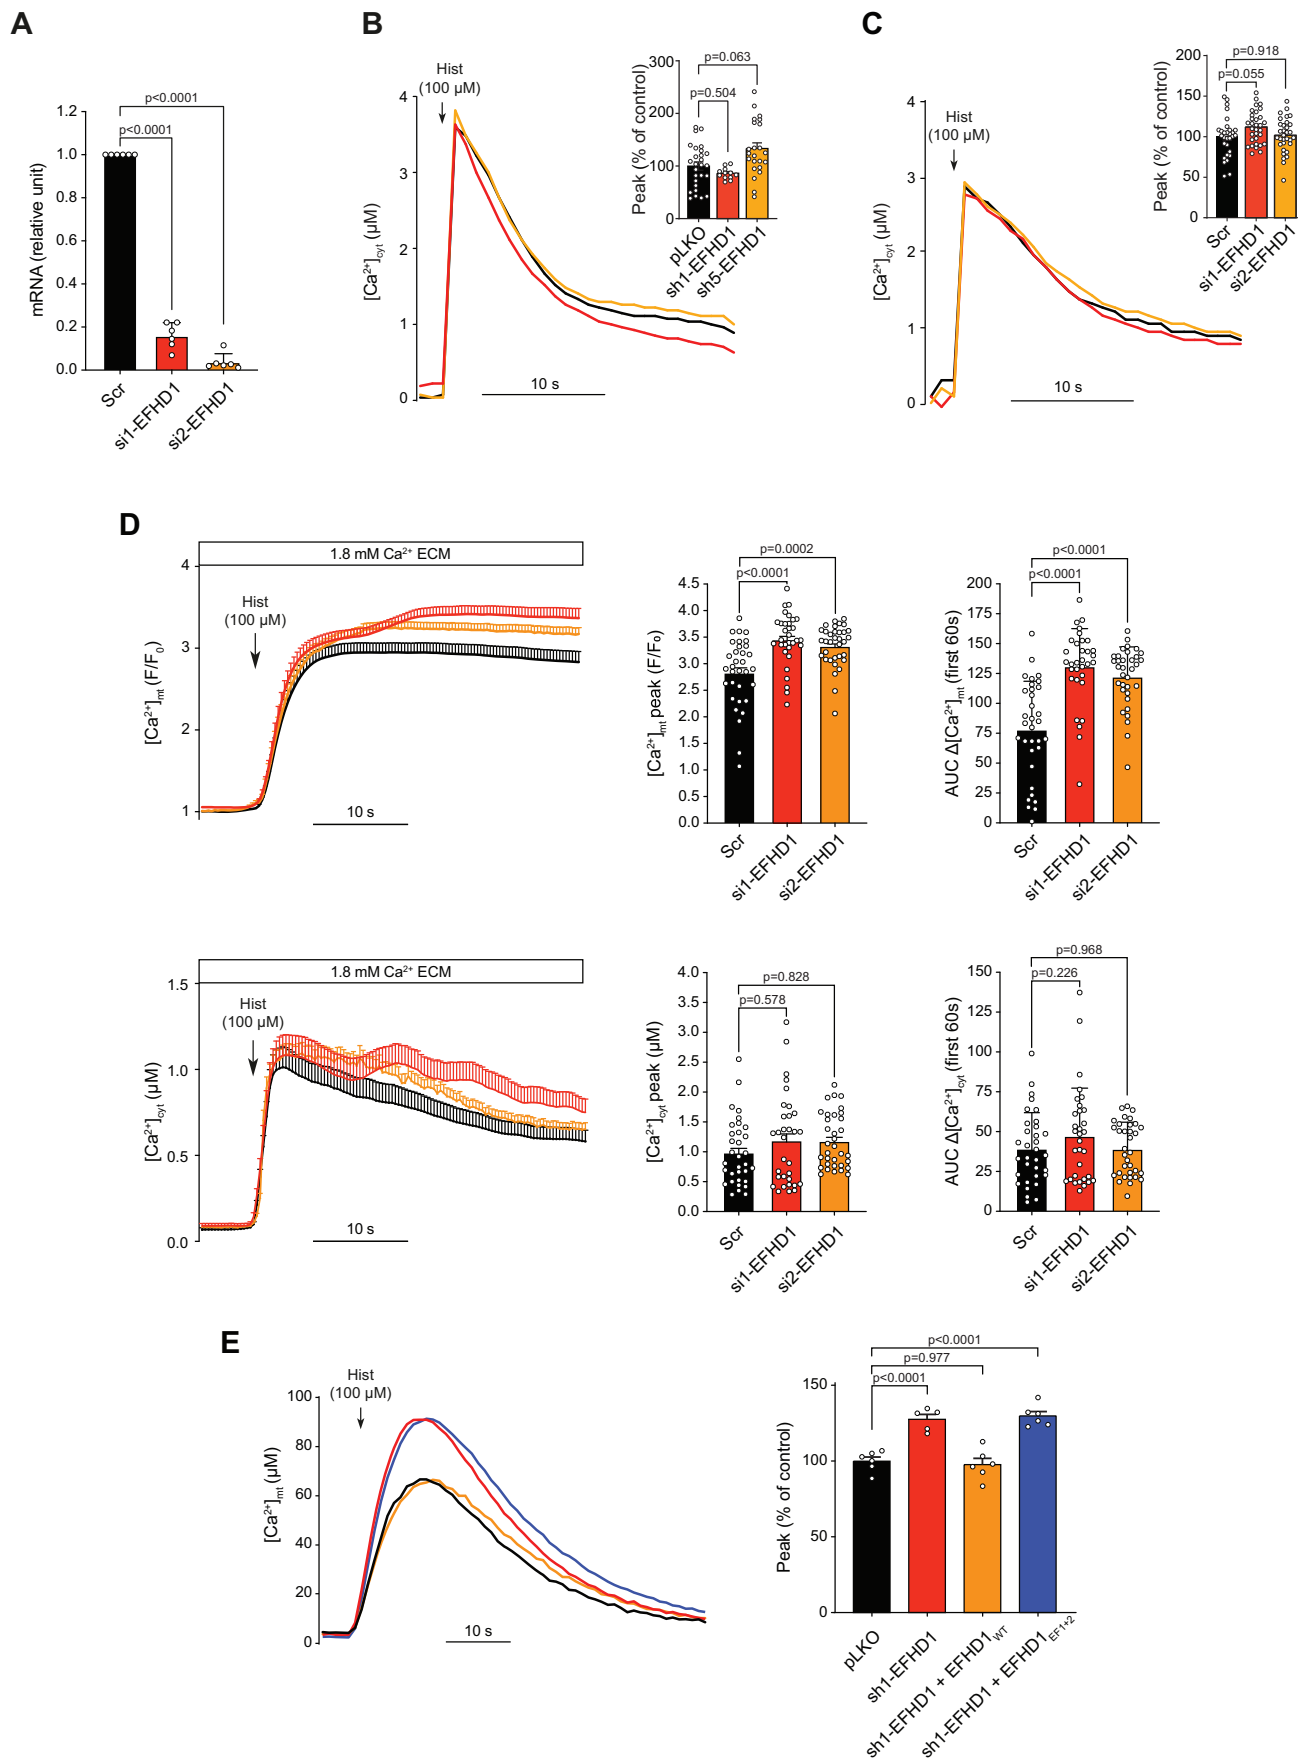 A
mRNA (relative unit)
1.2
1.0
0.8
0.6
0.4
0.2
0.0
p<0.0001
p<0.0001
Scr
si1-EFHD1
si2-EFHD1
B
Hist
(100 µM)
[Ca²⁺]cyt (µM)
4
3
2
1
0
10 s
Peak (% of control)
300
200
100
0
p=0.063
p=0.504
pLKO
sh1-EFHD1
sh5-EFHD1
C
Hist
(100 µM)
[Ca²⁺]cyt (µM)
4
3
2
1
0
10 s
Peak (% of control)
200
150
100
50
0
p=0.918
p=0.055
Scr
si1-EFHD1
si2-EFHD1
D
1.8 mM Ca²⁺ ECM
Hist
(100 µM)
[Ca²⁺]mt (F/F₀)
4
3
2
1
10 s
[Ca²⁺]mt peak (F/F₀)
4.5
4.0
3.5
3.0
2.5
2.0
1.5
1.0
0.5
0.0
p=0.0002
p<0.0001
Scr
si1-EFHD1
si2-EFHD1
AUC Δ[Ca²⁺]mt (first 60s)
200
175
150
125
100
75
50
25
0
p<0.0001
p<0.0001
Scr
si1-EFHD1
si2-EFHD1
1.8 mM Ca²⁺ ECM
Hist
(100 µM)
[Ca²⁺]cyt (µM)
1.5
1.0
0.5
0.0
10 s
[Ca²⁺]cyt peak (µM)
4.0
3.5
3.0
2.5
2.0
1.5
1.0
0.5
0.0
p=0.828
p=0.578
Scr
si1-EFHD1
si2-EFHD1
AUC Δ[Ca²⁺]cyt (first 60s)
150
125
100
75
50
25
0
p=0.968
p=0.226
Scr
si1-EFHD1
si2-EFHD1
E
Hist
(100 µM)
[Ca²⁺]mt (µM)
100
80
60
40
20
0
10 s
Peak (% of control)
150
100
50
0
p<0.0001
p=0.977
p<0.0001
pLKO
sh1-EFHD1
sh1-EFHD1 + EFHD1WT
sh1-EFHD1 + EFHD1EF1+2